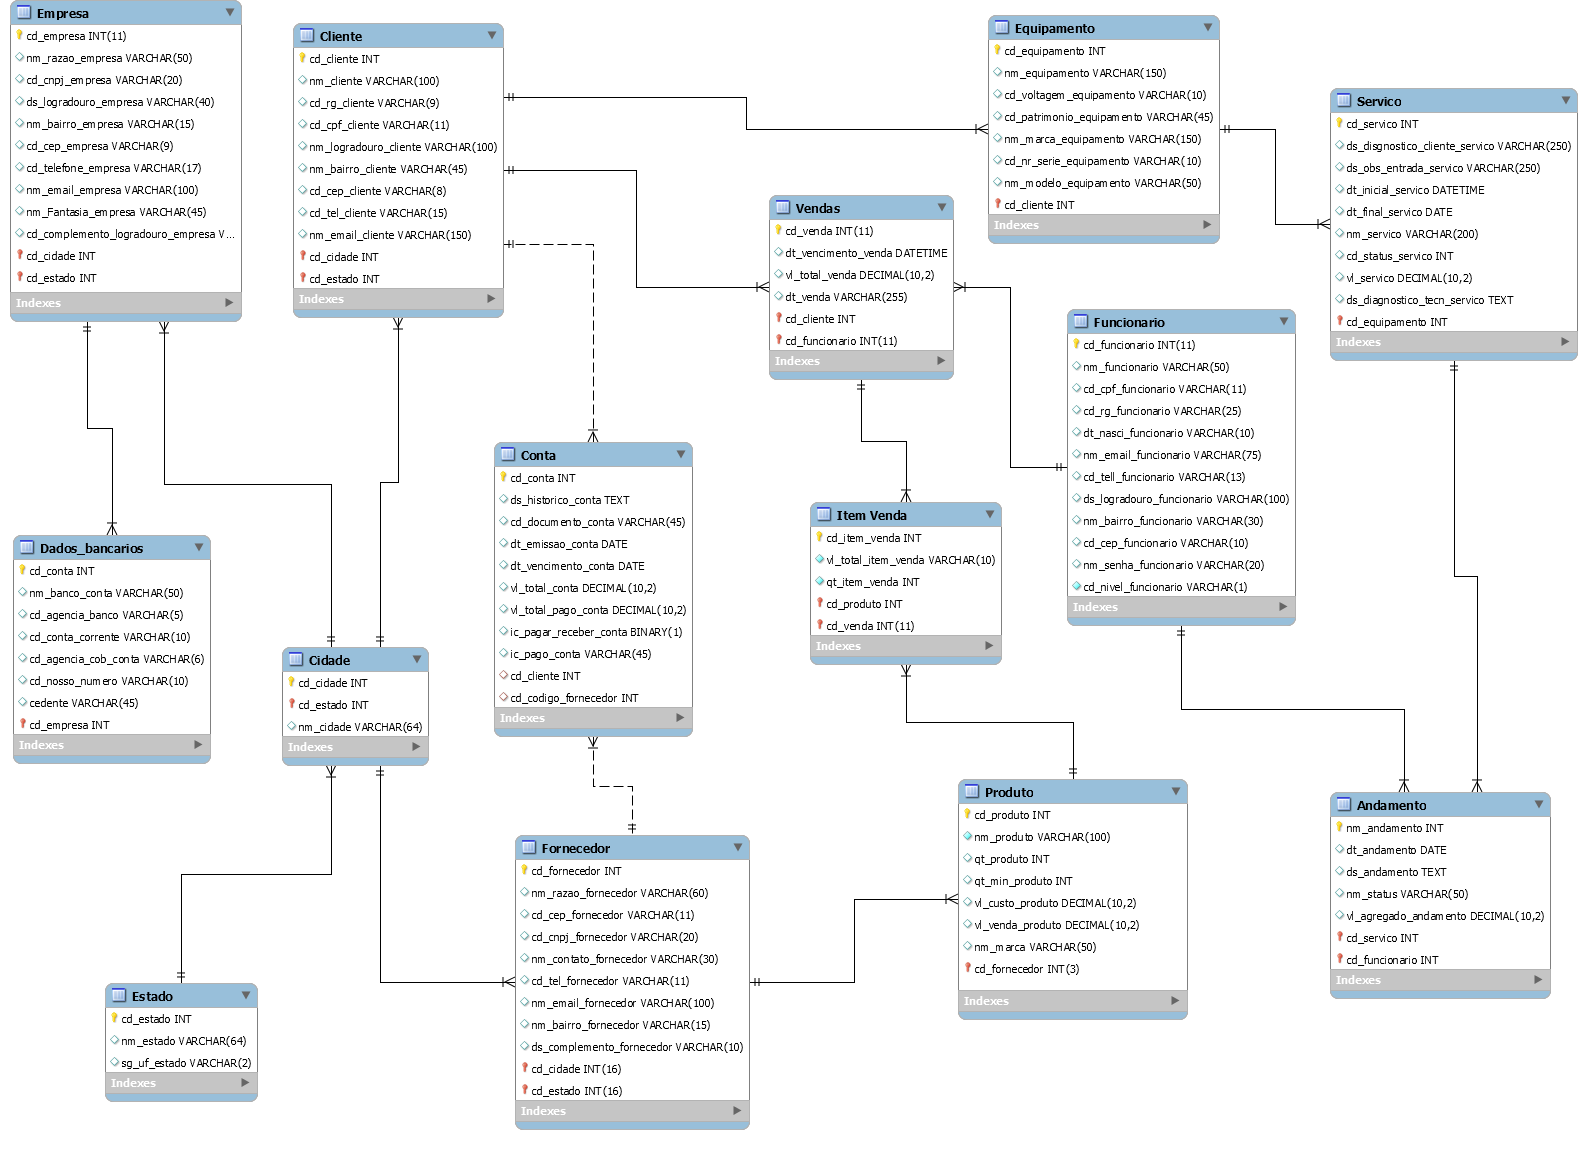 Empresa
cd_empresa INT(11)
nm_razao_empresa VARCHAR(50)
cd_cnpj_empresa VARCHAR(20)
ds_logradouro_empresa VARCHAR(40)
nm_bairro_empresa VARCHAR(15)
cd_cep_empresa VARCHAR(9)
cd_telefone_empresa VARCHAR(17)
nm_email_empresa VARCHAR(100)
nm_Fantasia_empresa VARCHAR(45)
cd_complemento_logradouro_empresa V...
cd_cidade INT
cd_estado INT
Indexes
Cliente
cd_cliente INT
nm_cliente VARCHAR(100)
cd_rg_cliente VARCHAR(9)
cd_cpf_cliente VARCHAR(11)
nm_logradouro_cliente VARCHAR(100)
nm_bairro_cliente VARCHAR(45)
cd_cep_cliente VARCHAR(8)
cd_tel_cliente VARCHAR(15)
nm_email_cliente VARCHAR(150)
cd_cidade INT
cd_estado INT
Indexes
Equipamento
cd_equipamento INT
nm_equipamento VARCHAR(150)
cd_voltagem_equipamento VARCHAR(10)
cd_patrimonio_equipamento VARCHAR(45)
nm_marca_equipamento VARCHAR(150)
cd_nr_serie_equipamento VARCHAR(10)
nm_modelo_equipamento VARCHAR(50)
cd_cliente INT
Indexes
Servico
cd_servico INT
ds_disgnostico_cliente_servico VARCHAR(250)
ds_obs_entrada_servico VARCHAR(250)
dt_inicial_servico DATETIME
dt_final_servico DATE
nm_servico VARCHAR(200)
cd_status_servico INT
vl_servico DECIMAL(10,2)
ds_diagnostico_tecn_servico TEXT
cd_equipamento INT
Indexes
Vendas
cd_venda INT(11)
dt_vencimento_venda DATETIME
vl_total_venda DECIMAL(10,2)
dt_venda VARCHAR(255)
cd_cliente INT
cd_funcionario INT(11)
Indexes
Funcionario
cd_funcionario INT(11)
nm_funcionario VARCHAR(50)
cd_cpf_funcionario VARCHAR(11)
cd_rg_funcionario VARCHAR(25)
dt_nasci_funcionario VARCHAR(10)
nm_email_funcionario VARCHAR(75)
cd_tell_funcionario VARCHAR(13)
ds_logradouro_funcionario VARCHAR(100)
nm_bairro_funcionario VARCHAR(30)
cd_cep_funcionario VARCHAR(10)
nm_senha_funcionario VARCHAR(20)
cd_nivel_funcionario VARCHAR(1)
Indexes
Conta
cd_conta INT
ds_historico_conta TEXT
cd_documento_conta VARCHAR(45)
dt_emissao_conta DATE
dt_vencimento_conta DATE
vl_total_conta DECIMAL(10,2)
vl_total_pago_conta DECIMAL(10,2)
ic_pagar_receber_conta BINARY(1)
ic_pago_conta VARCHAR(45)
cd_cliente INT
cd_codigo_fornecedor INT
Indexes
Item Venda
cd_item_venda INT
vl_total_item_venda VARCHAR(10)
qt_item_venda INT
cd_produto INT
cd_venda INT(11)
Indexes
Dados_bancarios
cd_conta INT
nm_banco_conta VARCHAR(50)
cd_agencia_banco VARCHAR(5)
cd_conta_corrente VARCHAR(10)
cd_agencia_cob_conta VARCHAR(6)
cd_nosso_numero VARCHAR(10)
cedente VARCHAR(45)
cd_empresa INT
Indexes
Cidade
cd_cidade INT
cd_estado INT
nm_cidade VARCHAR(64)
Indexes
Produto
cd_produto INT
nm_produto VARCHAR(100)
qt_produto INT
qt_min_produto INT
vl_custo_produto DECIMAL(10,2)
vl_venda_produto DECIMAL(10,2)
nm_marca VARCHAR(50)
cd_fornecedor INT(3)
Indexes
Andamento
nm_andamento INT
dt_andamento DATE
ds_andamento TEXT
nm_status VARCHAR(50)
vl_agregado_andamento DECIMAL(10,2)
cd_servico INT
cd_funcionario INT
Indexes
Fornecedor
cd_fornecedor INT
nm_razao_fornecedor VARCHAR(60)
cd_cep_fornecedor VARCHAR(11)
cd_cnpj_fornecedor VARCHAR(20)
nm_contato_fornecedor VARCHAR(30)
cd_tel_fornecedor VARCHAR(11)
nm_email_fornecedor VARCHAR(100)
nm_bairro_fornecedor VARCHAR(15)
ds_complemento_fornecedor VARCHAR(10)
cd_cidade INT(16)
cd_estado INT(16)
Indexes
Estado
cd_estado INT
nm_estado VARCHAR(64)
sg_uf_estado VARCHAR(2)
Indexes